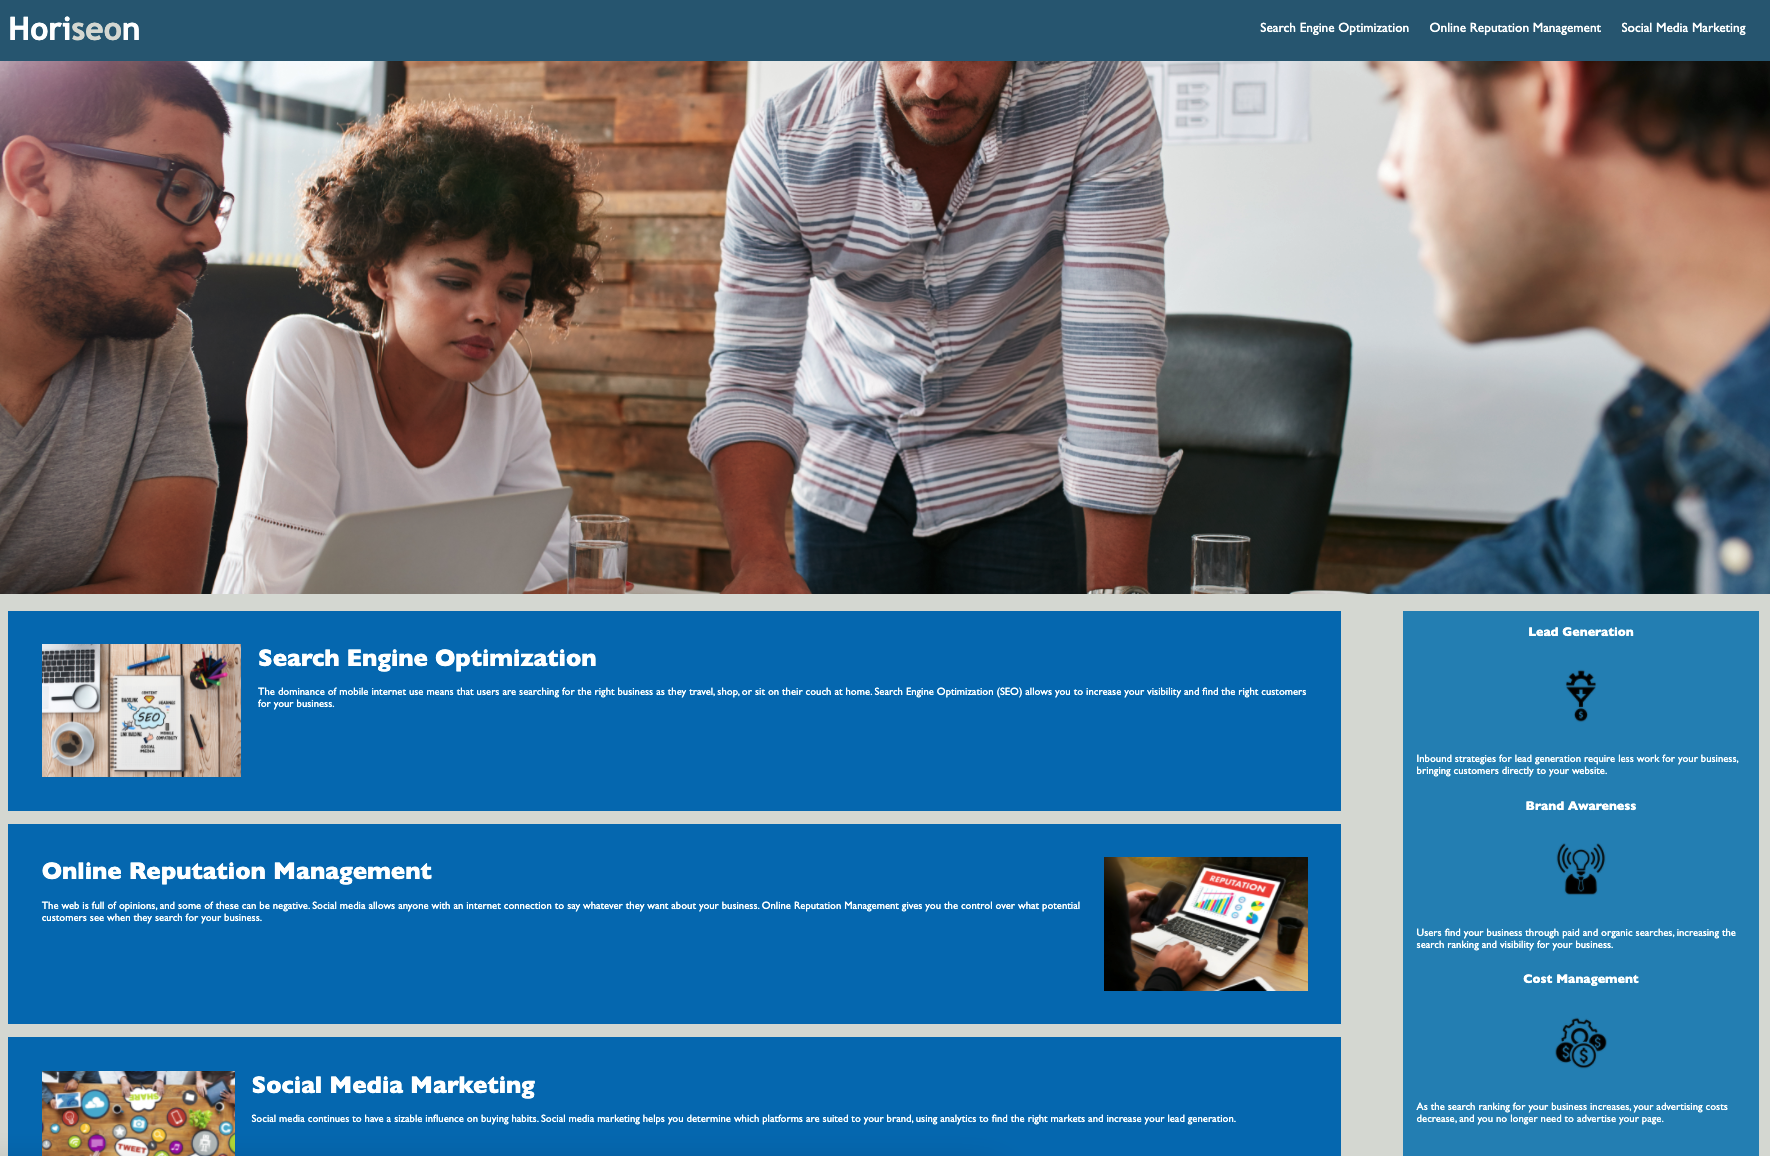 Horiseon
Search Engine Optimization
Online Reputation Management
Social Media Marketing
Search Engine Optimization
The dominance of mobile internet use means that users are searching for the right business as they travel, shop, or sit on their couch at home. Search Engine Optimization (SEO) allows you to increase your visibility and find the right customers
for your business.
SEO
Online Reputation Management
The web is full of opinions, and some of these can be negative. Social media allows anyone with an internet connection to say whatever they want about your business. Online Reputation Management gives you the control over what potential
customers see when they search for your business.
REPUTATION
Social Media Marketing
Social media continues to have a sizable influence on buying habits. Social media marketing helps you determine which platforms are suited to your brand, using analytics to find the right markets and increase your lead generation.
SHARE
TWEET
Lead Generation
Inbound strategies for lead generation require less work for your business,
bringing customers directly to your website.
Brand Awareness
Users find your business through paid and organic searches, increasing the
search ranking and visibility for your business.
Cost Management
As the search ranking for your business increases, your advertising costs
decrease, and you no longer need to advertise your page.